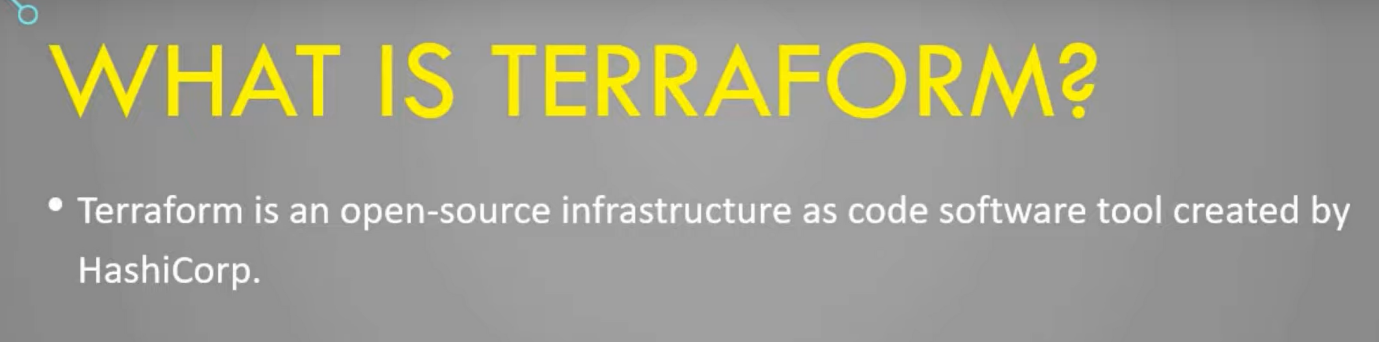 WHAT IS TERRAFORM?
• Terraform is an open-source infrastructure as code software tool created by
HashiCorp.